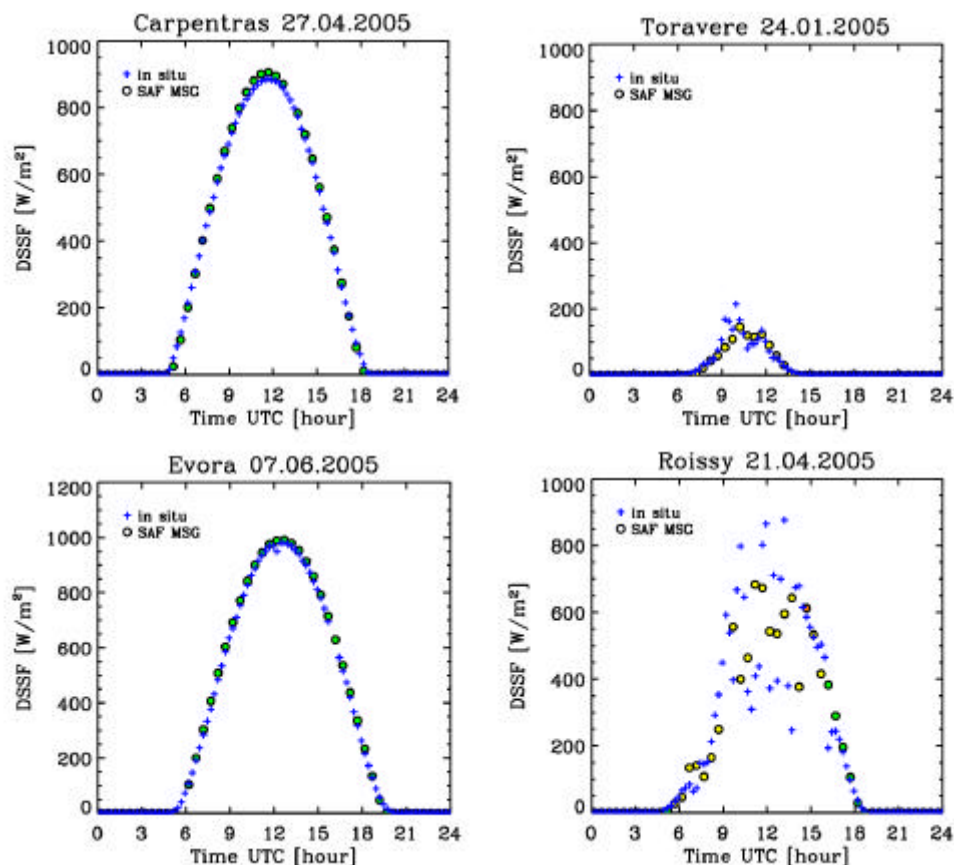 Carpentras 27.04.2005
1000
800
600
400
200
0
DSSF [W/m²]
in situ
SAF MSG
0 3 6 9 12 15 18 21 24
Time UTC [hour]
Toravere 24.01.2005
1000
800
600
400
200
0
DSSF [W/m²]
in situ
SAF MSG
0 3 6 9 12 15 18 21 24
Time UTC [hour]
Evora 07.06.2005
1200
1000
800
600
400
200
0
DSSF [W/m²]
in situ
SAF MSG
0 3 6 9 12 15 18 21 24
Time UTC [hour]
Roissy 21.04.2005
1000
800
600
400
200
0
DSSF [W/m²]
in situ
SAF MSG
0 3 6 9 12 15 18 21 24
Time UTC [hour]